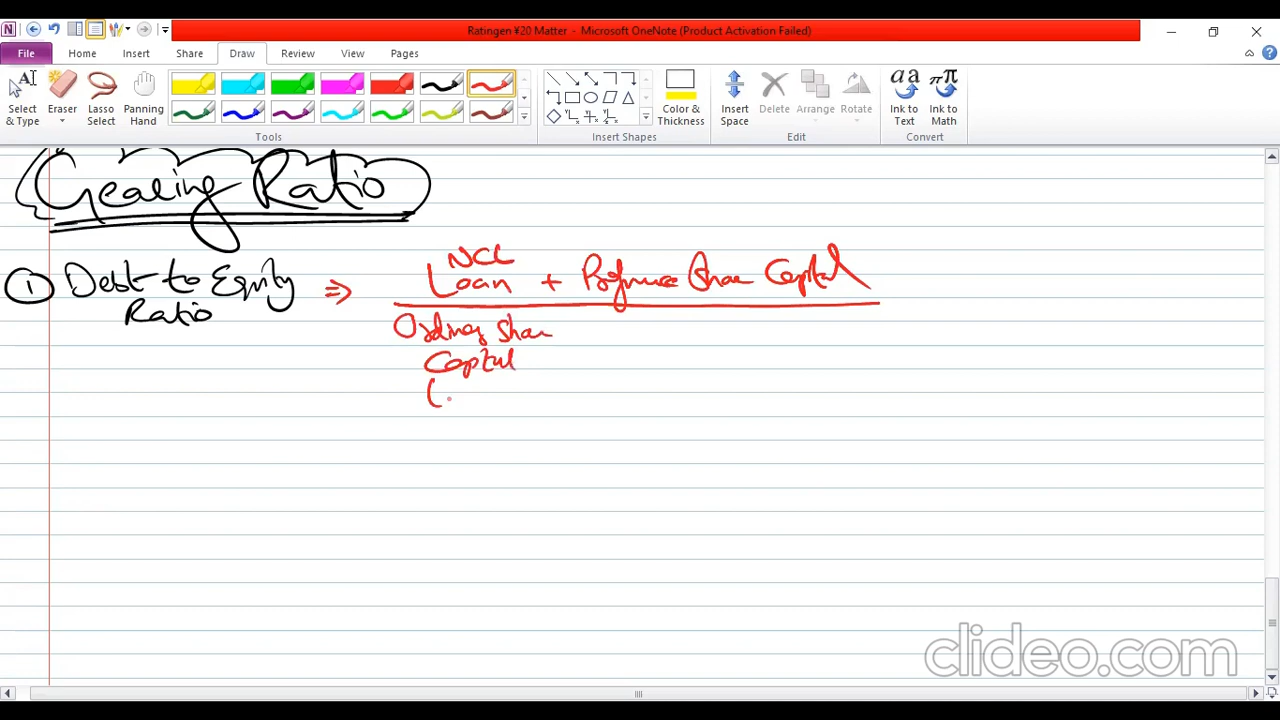 Ratingen ¥20 Matter - Microsoft OneNote (Product Activation Failed)
File Home Insert Share Draw Review View Pages
Select & Type
Eraser
Lasso Select
Panning Hand
Color & Thickness
Insert Space
Delete
Arrange
Rotate
Ink to Text
Ink to Math
Tools
Insert Shapes
Edit
Convert
Gearing Ratio
① Debt to Equity Ratio ⇒
NCL
Loan + Prefrnce Share Capital
Ordinary Share
Capital
(
clideo.com